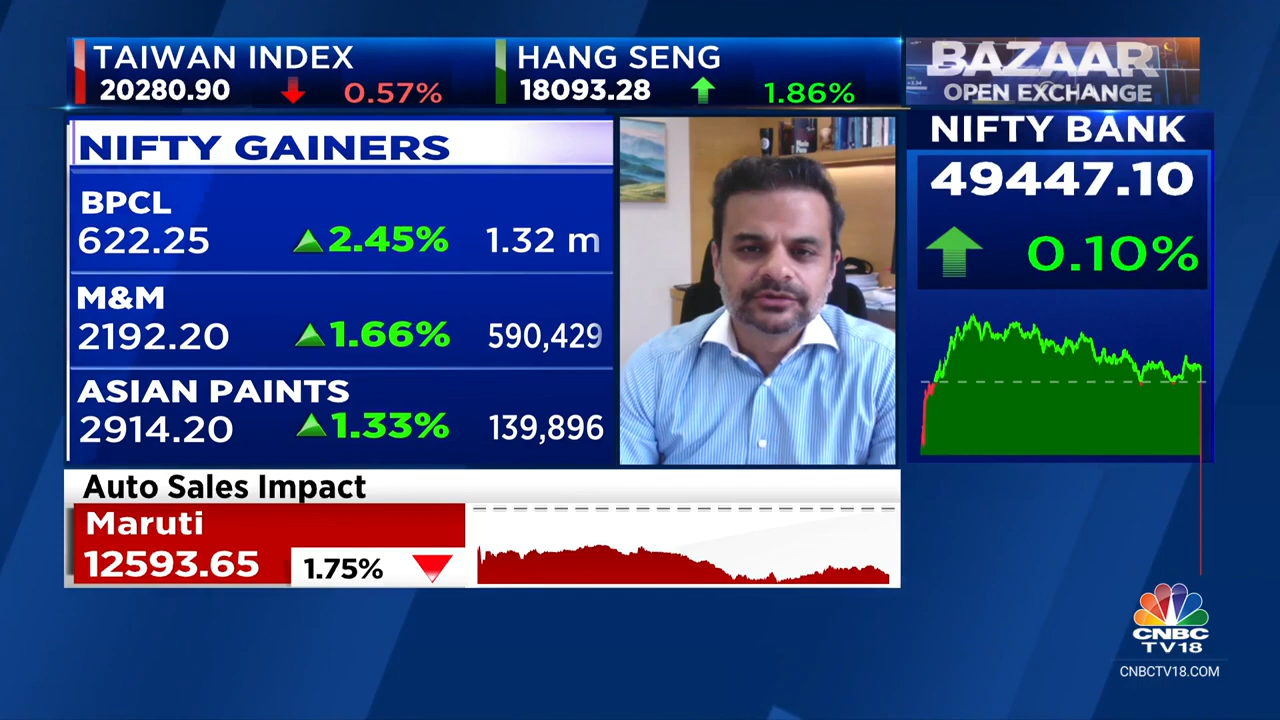 TAIWAN INDEX
20280.90 0.57%
HANG SENG
18093.28 1.86%
BAZAAR
OPEN EXCHANGE
NIFTY GAINERS
BPCL
622.25 2.45% 1.32 m
M&M
2192.20 1.66% 590,429
ASIAN PAINTS
2914.20 1.33% 139,896
NIFTY BANK
49447.10
0.10%
Auto Sales Impact
Maruti
12593.65 1.75%
CNBC
TV18
CNBCTV18.COM